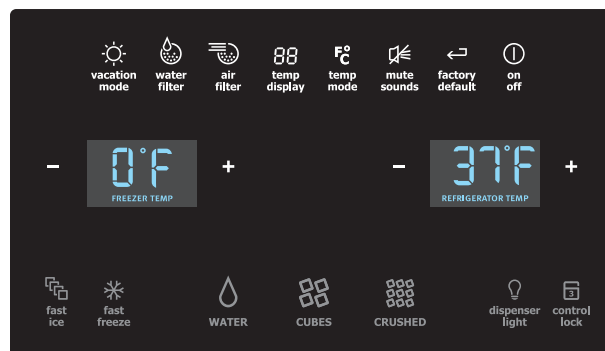 vacation mode
water filter
air filter
88 temp display
F°C temp mode
mute sounds
factory default
on off
− 0°F +
FREEZER TEMP
− 37°F +
REFRIGERATOR TEMP
fast ice
fast freeze
WATER
CUBES
CRUSHED
dispenser light
3 control lock